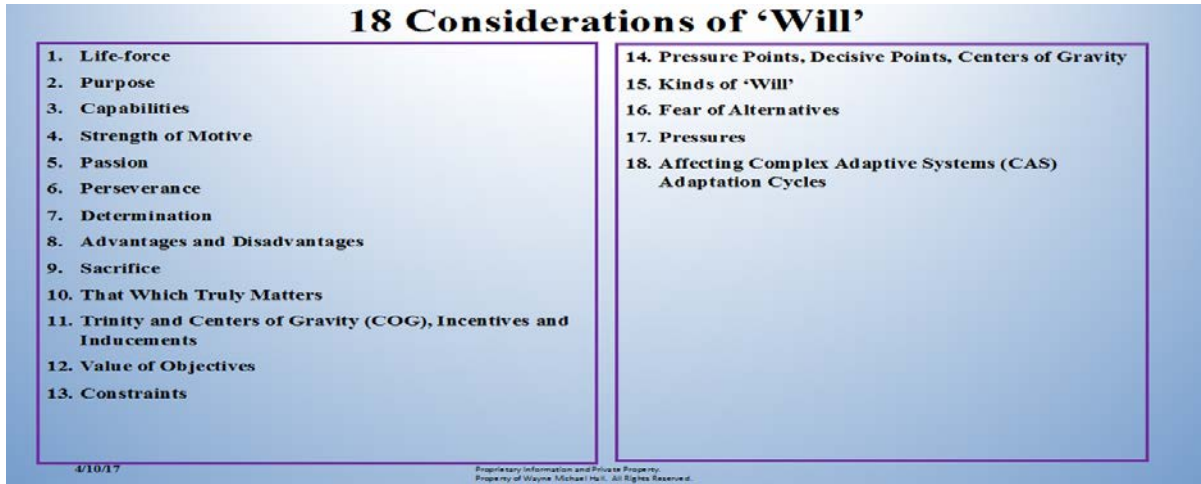 18 Considerations of ‘Will’
1. Life-force
2. Purpose
3. Capabilities
4. Strength of Motive
5. Passion
6. Perseverance
7. Determination
8. Advantages and Disadvantages
9. Sacrifice
10. That Which Truly Matters
11. Trinity and Centers of Gravity (COG), Incentives and
Inducements
12. Value of Objectives
13. Constraints
14. Pressure Points, Decisive Points, Centers of Gravity
15. Kinds of ‘Will’
16. Fear of Alternatives
17. Pressures
18. Affecting Complex Adaptive Systems (CAS)
Adaptation Cycles
4/10/17
Proprietary Information and Private Property.
Property of Wayne Michael Hall. All Rights Reserved.